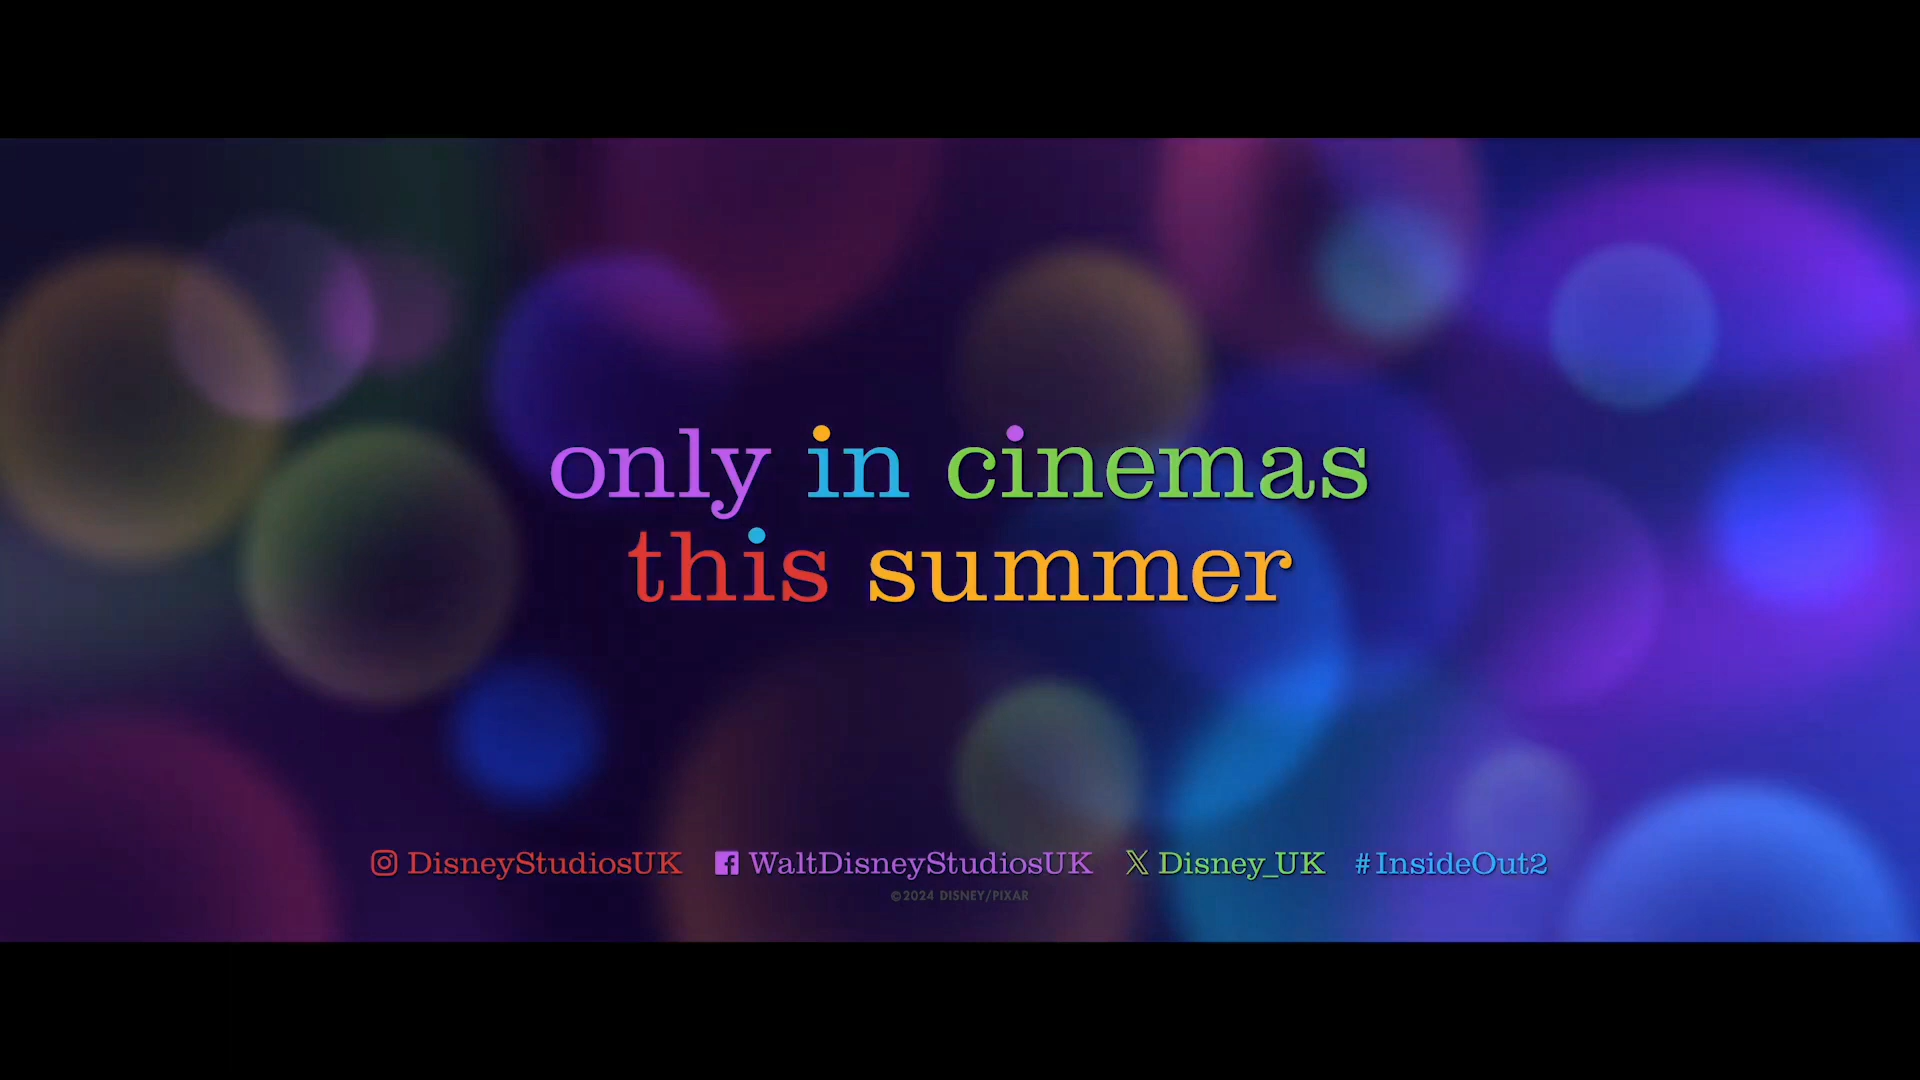 only in cinemas
this summer
DisneyStudiosUK WaltDisneyStudiosUK Disney_UK #InsideOut2
©2024 DISNEY/PIXAR